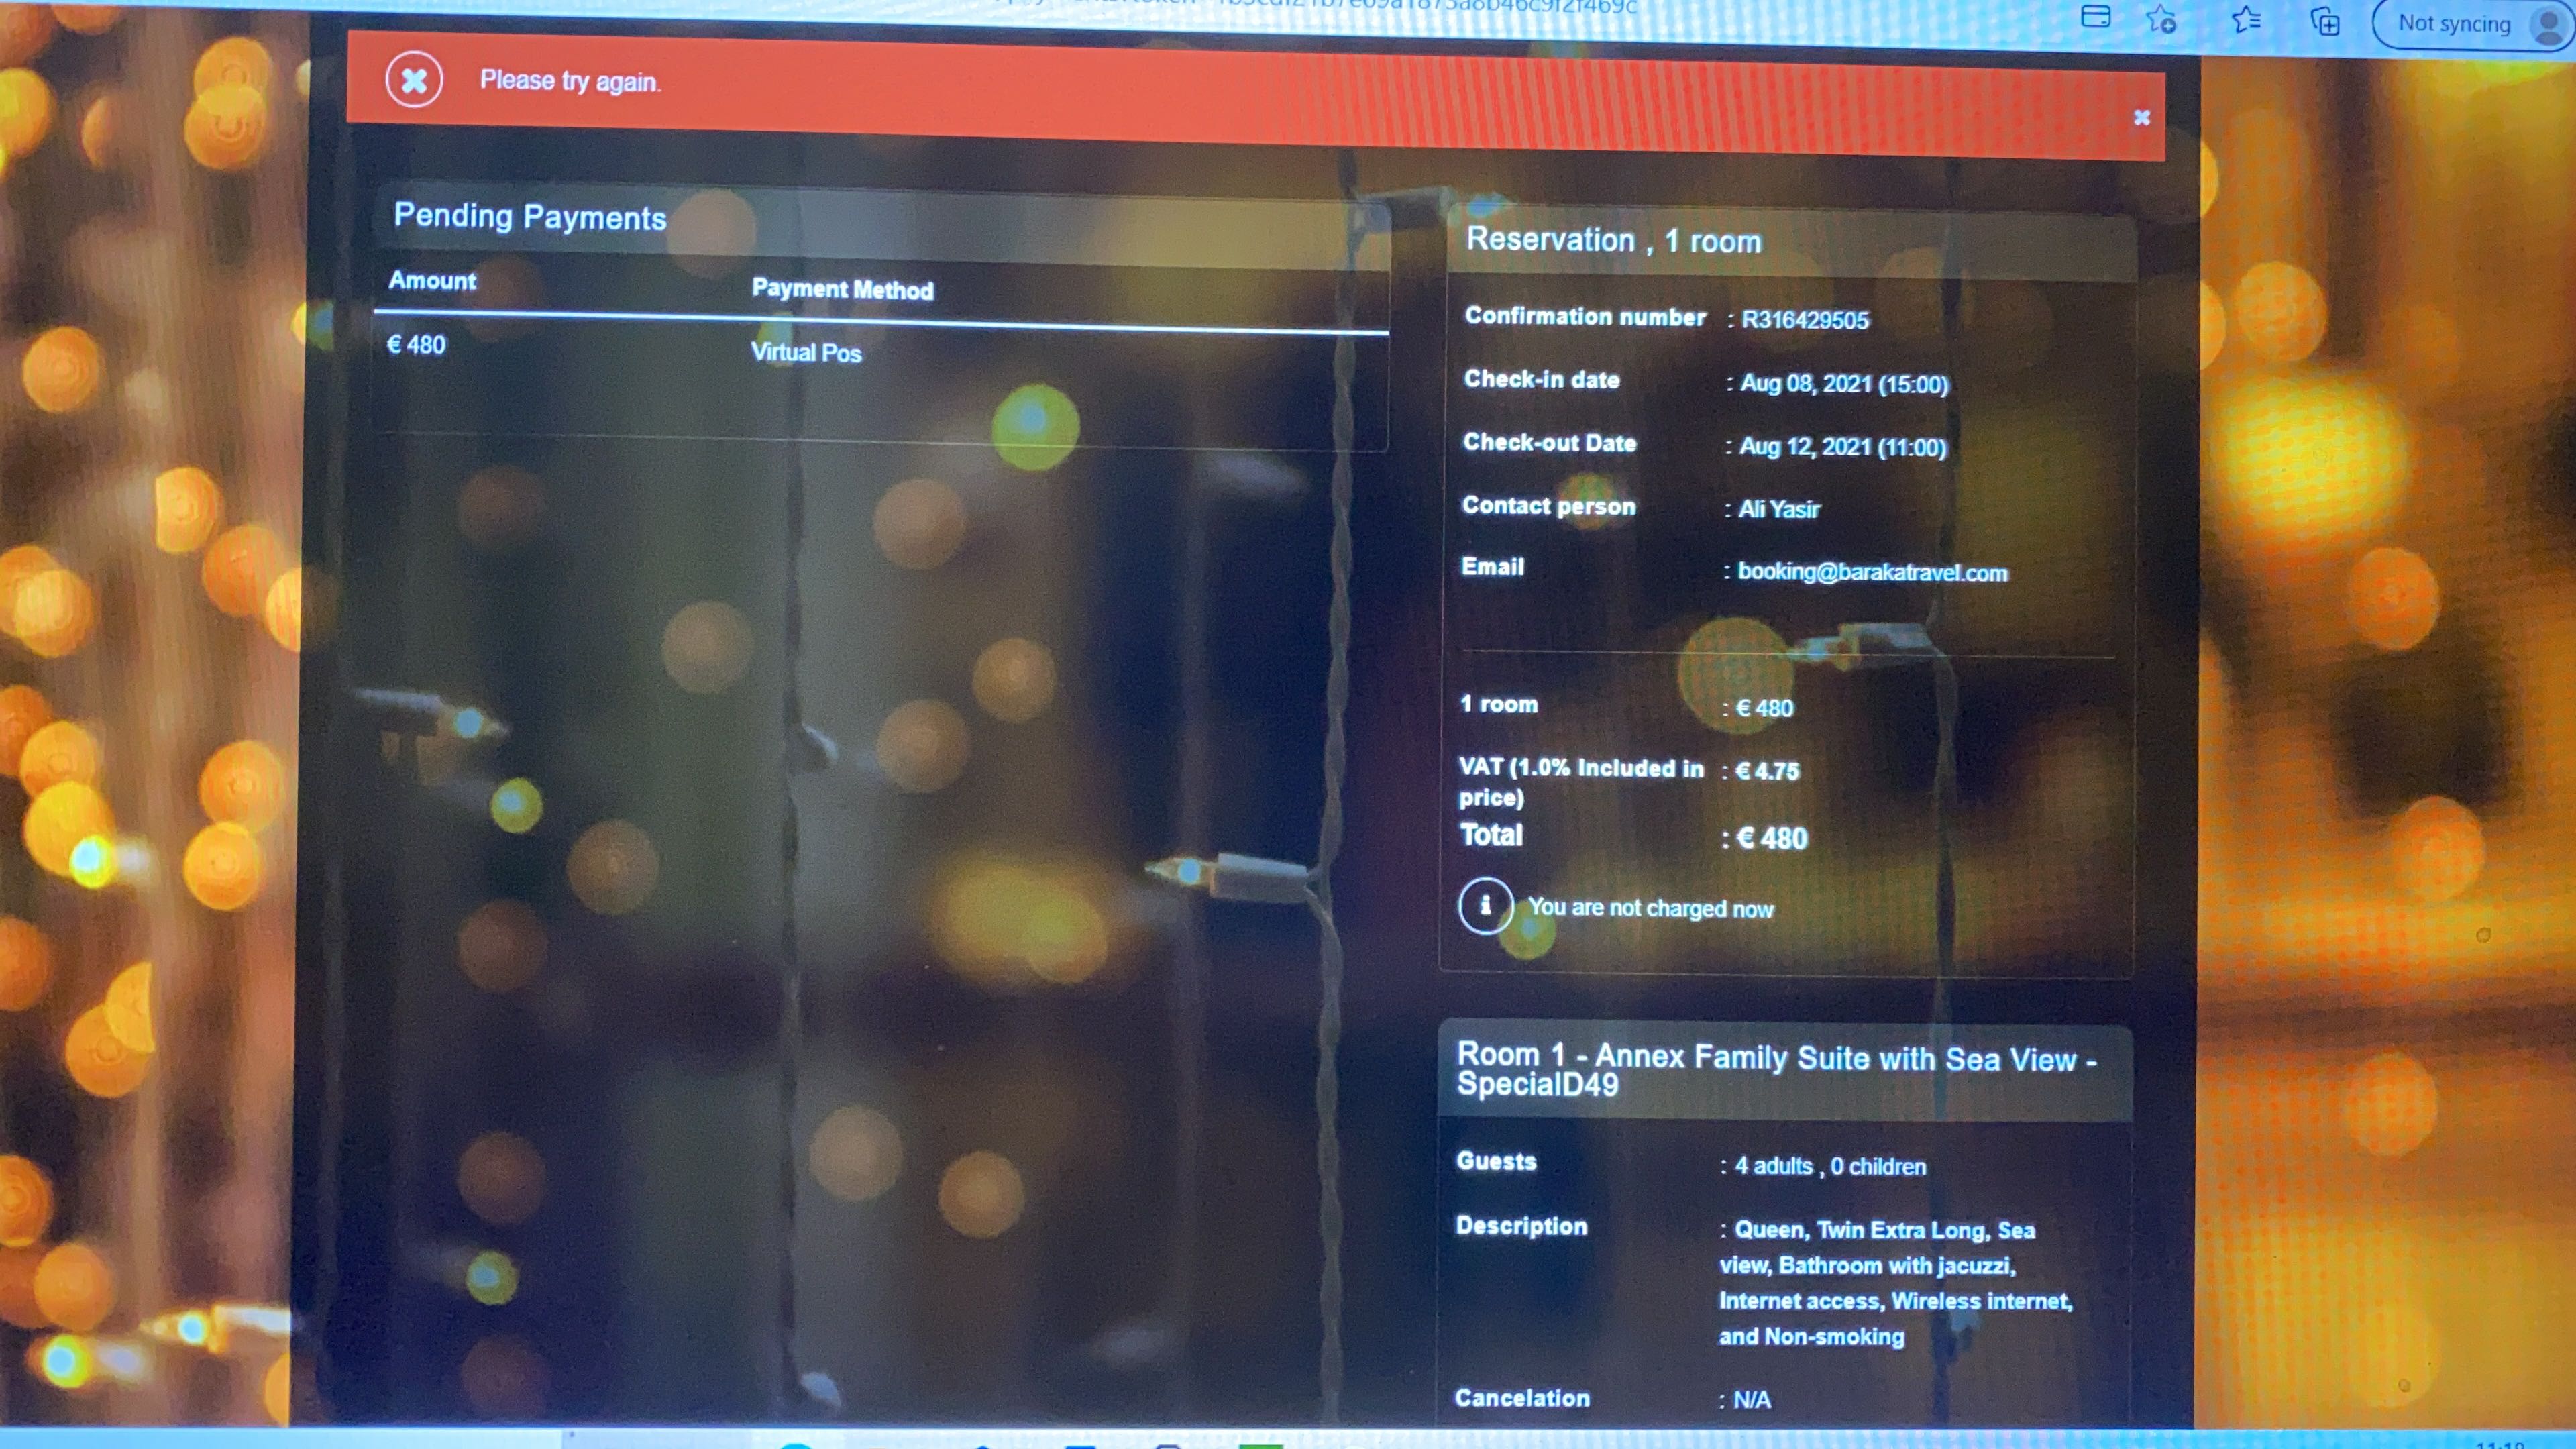 Not syncing
Please try again.
Pending Payments
Amount Payment Method
€ 480 Virtual Pos
Reservation , 1 room
Confirmation number : R316429505
Check-in date : Aug 08, 2021 (15:00)
Check-out Date : Aug 12, 2021 (11:00)
Contact person : Ali Yasir
Email : booking@barakatravel.com
1 room : € 480
VAT (1.0% Included in : € 4.75
price)
Total : € 480
You are not charged now
Room 1 - Annex Family Suite with Sea View -
SpecialD49
Guests : 4 adults , 0 children
Description : Queen, Twin Extra Long, Sea
view, Bathroom with jacuzzi,
Internet access, Wireless internet,
and Non-smoking
Cancelation : N/A